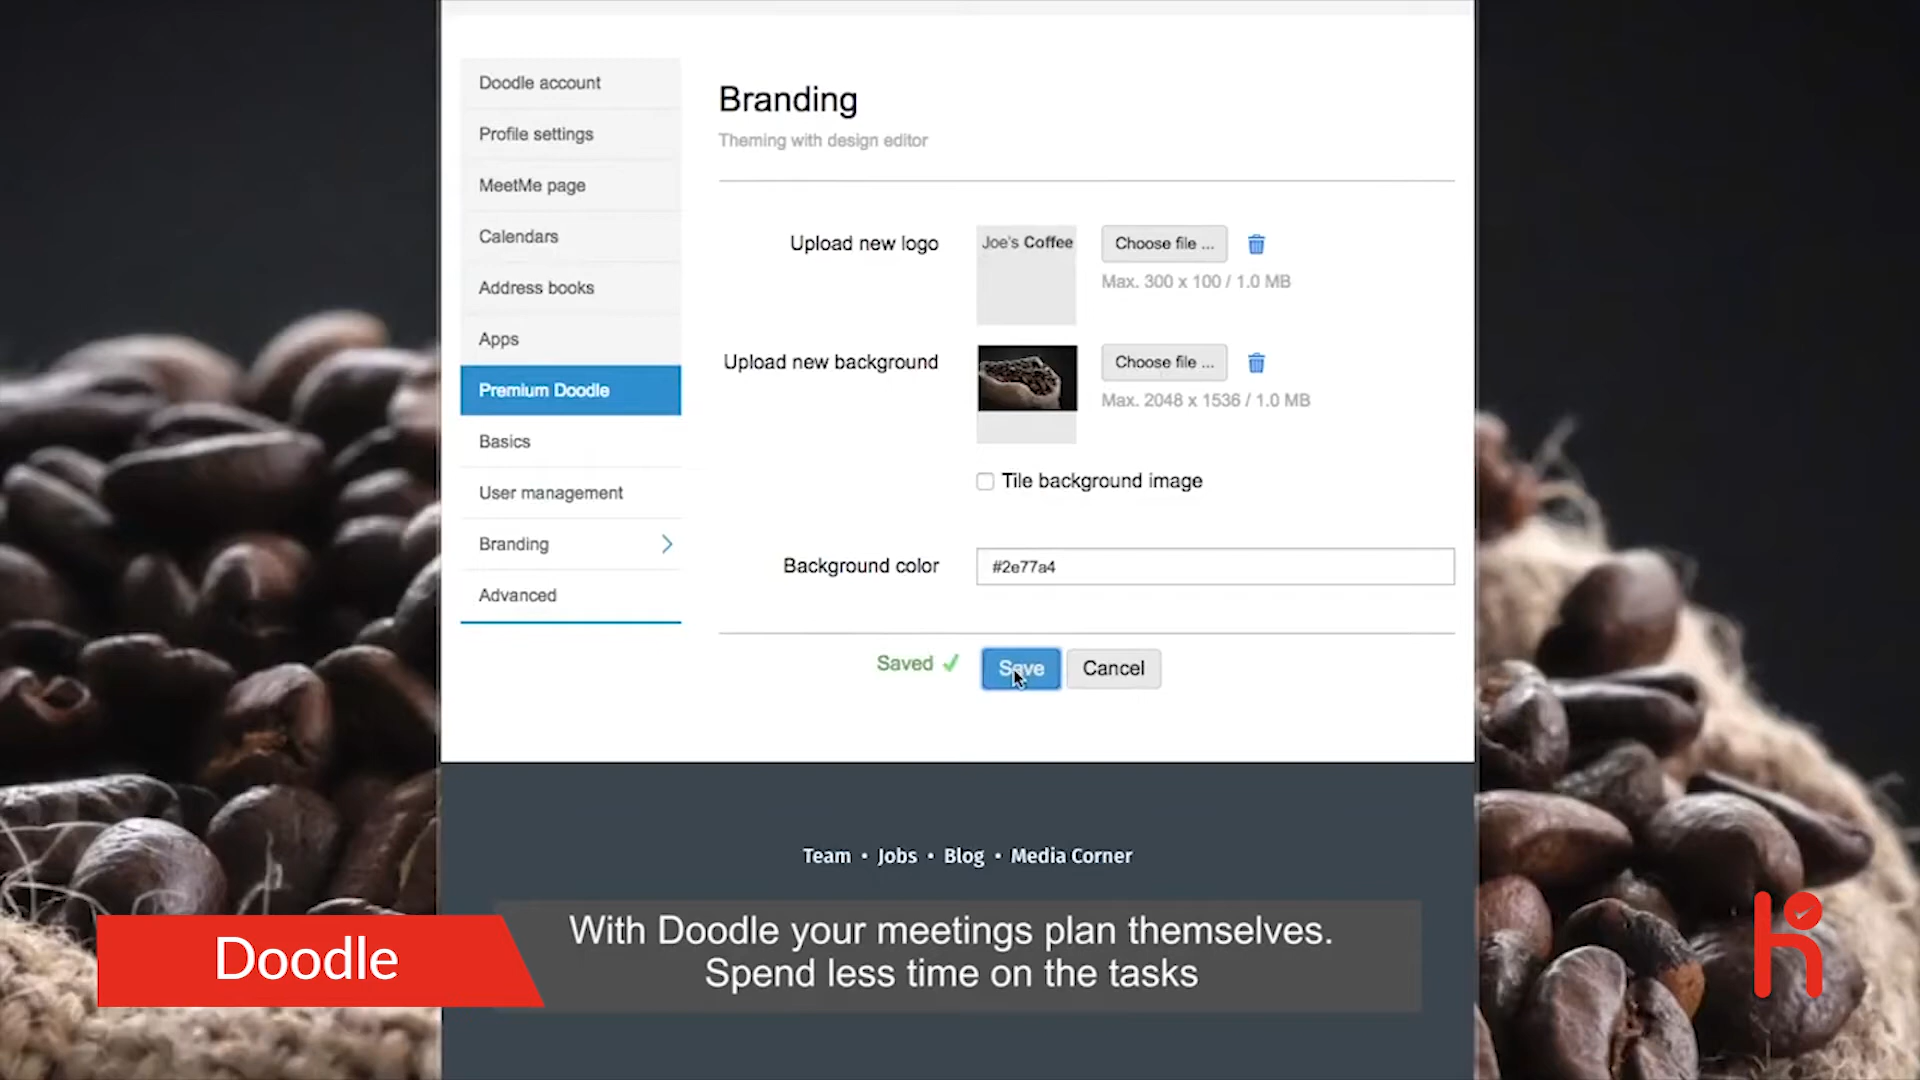 Doodle account
Profile settings
MeetMe page
Calendars
Address books
Apps
Premium Doodle
Basics
User management
Branding
Advanced
Branding
Theming with design editor
Upload new logo
Joe's Coffee
Choose file ...
Max. 300 x 100 / 1.0 MB
Upload new background
Choose file ...
Max. 2048 x 1536 / 1.0 MB
Tile background image
Background color
#2e77a4
Saved
Save
Cancel
Team • Jobs • Blog • Media Corner
With Doodle your meetings plan themselves.
Spend less time on the tasks
Doodle